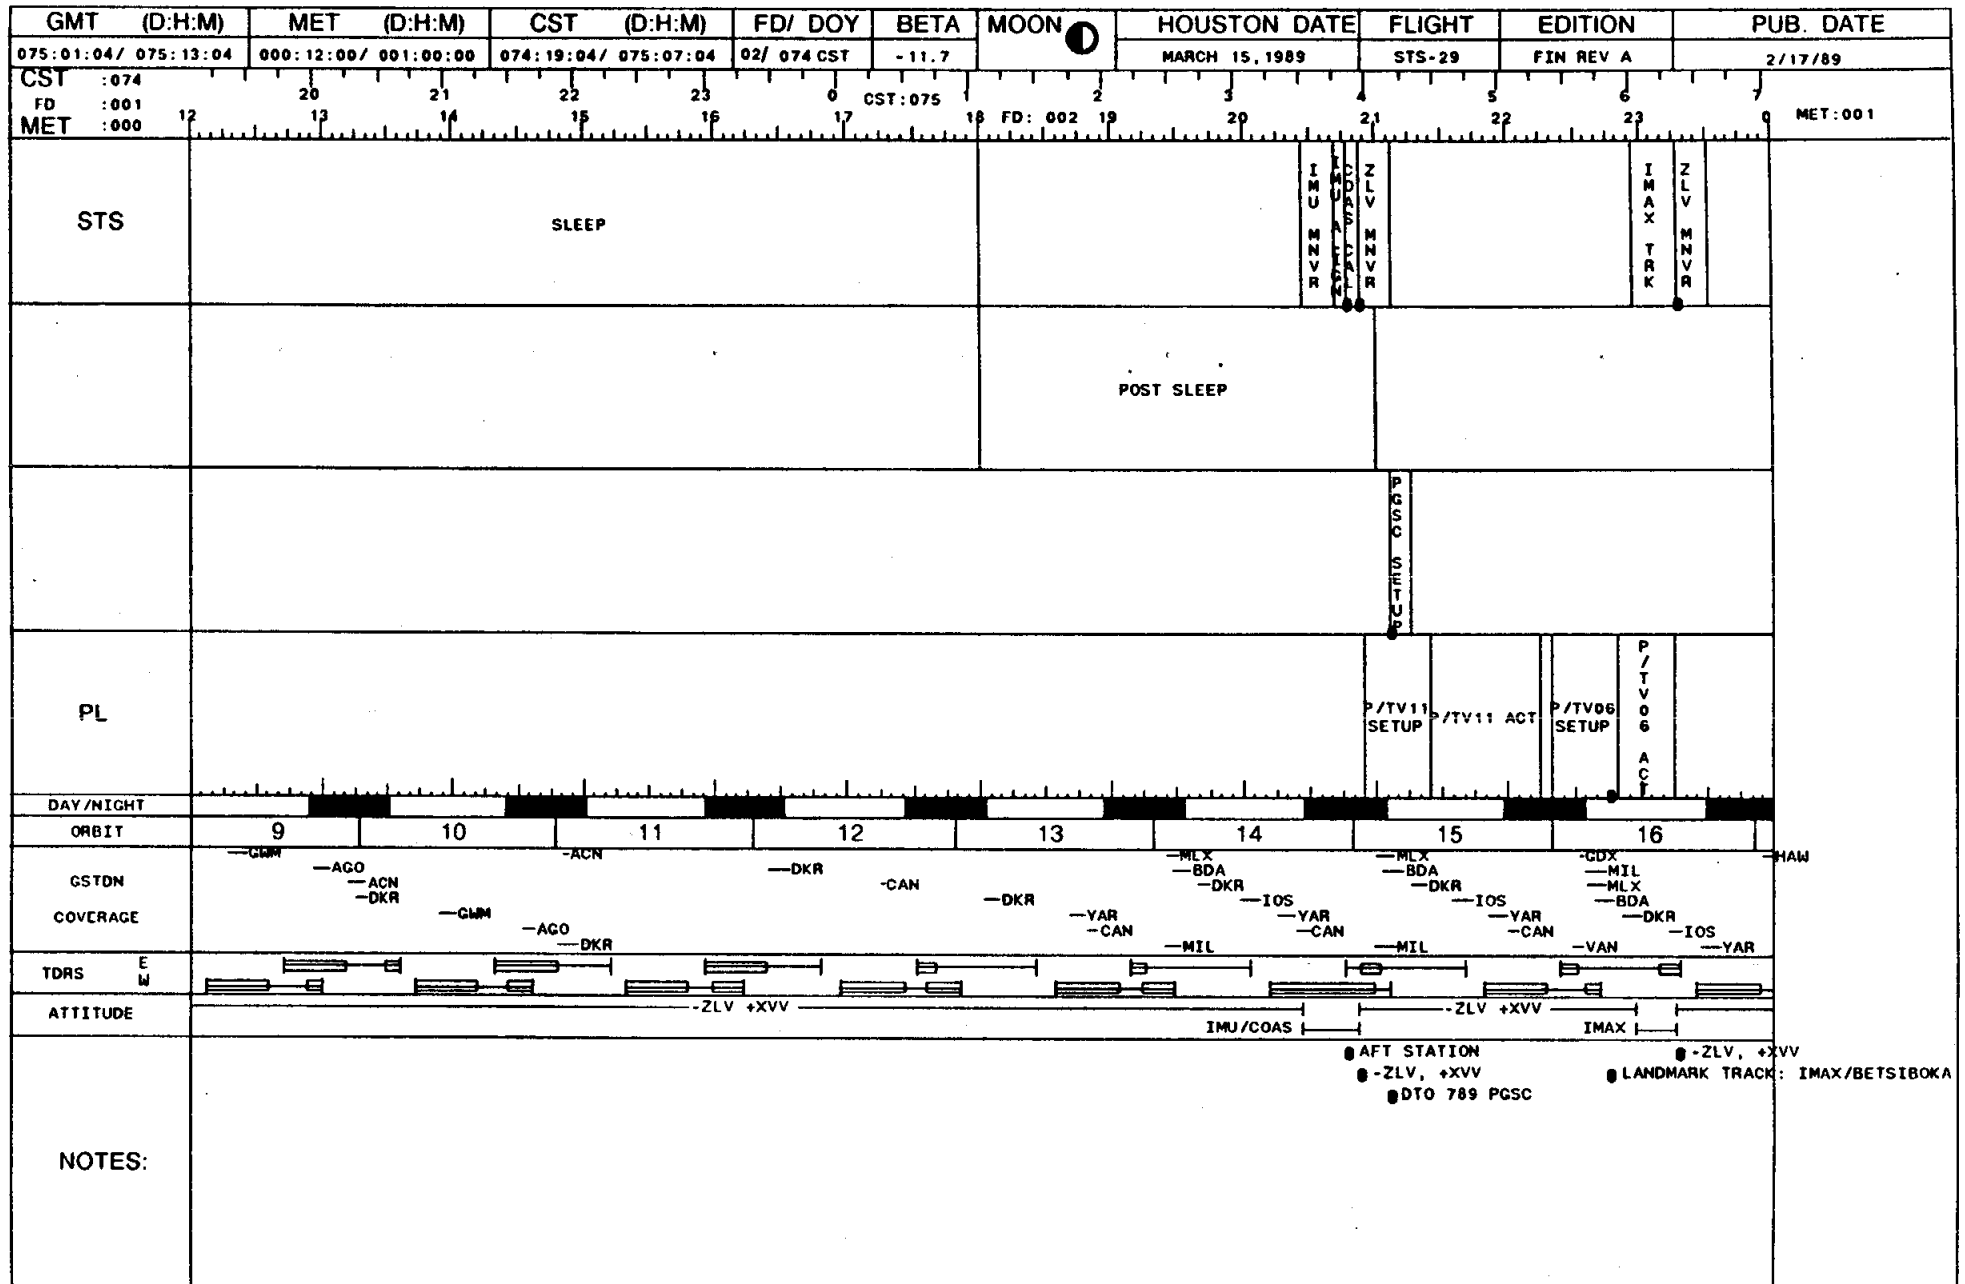 GMT (D:H:M) MET (D:H:M) CST (D:H:M) FD/ DOY BETA MOON HOUSTON DATE FLIGHT EDITION PUB. DATE
075:01:04/ 075:13:04 000:12:00/ 001:00:00 074:19:04/ 075:07:04 02/ 074 CST -11.7 MARCH 15,1989 STS-29 FIN REV A 2/17/89
CST :074 20 21 22 23 0 CST:075 1 2 3 4 5 6 7
FD :001 FD: 002
MET :000 12 13 14 15 16 17 18 19 20 21 22 23 0 MET:001
STS
SLEEP
IMU MNVR
IMU ALIGN
COAS CAL
ZLV MNVR
IMAX TRK
ZLV MNVR
POST SLEEP
PGSC SETUP
PL
P/TV11 SETUP
P/TV11 ACT
P/TV06 SETUP
P/TV06 ACT
DAY/NIGHT
ORBIT 9 10 11 12 13 14 15 16
GSTDN
COVERAGE
GWM ACN MLX MLX GDX HAW
AGO DKR BDA BDA MIL
ACN CAN DKR DKR MLX
DKR DKR IOS IOS BDA
GWM YAR YAR YAR DKR
AGO CAN CAN CAN IOS
DKR MIL MIL VAN YAR
TDRS E
W
ATTITUDE -ZLV +XVV -ZLV +XVV
IMU/COAS IMAX
AFT STATION -ZLV, +XVV
-ZLV, +XVV LANDMARK TRACK: IMAX/BETSIBOKA
DTO 789 PGSC
NOTES: